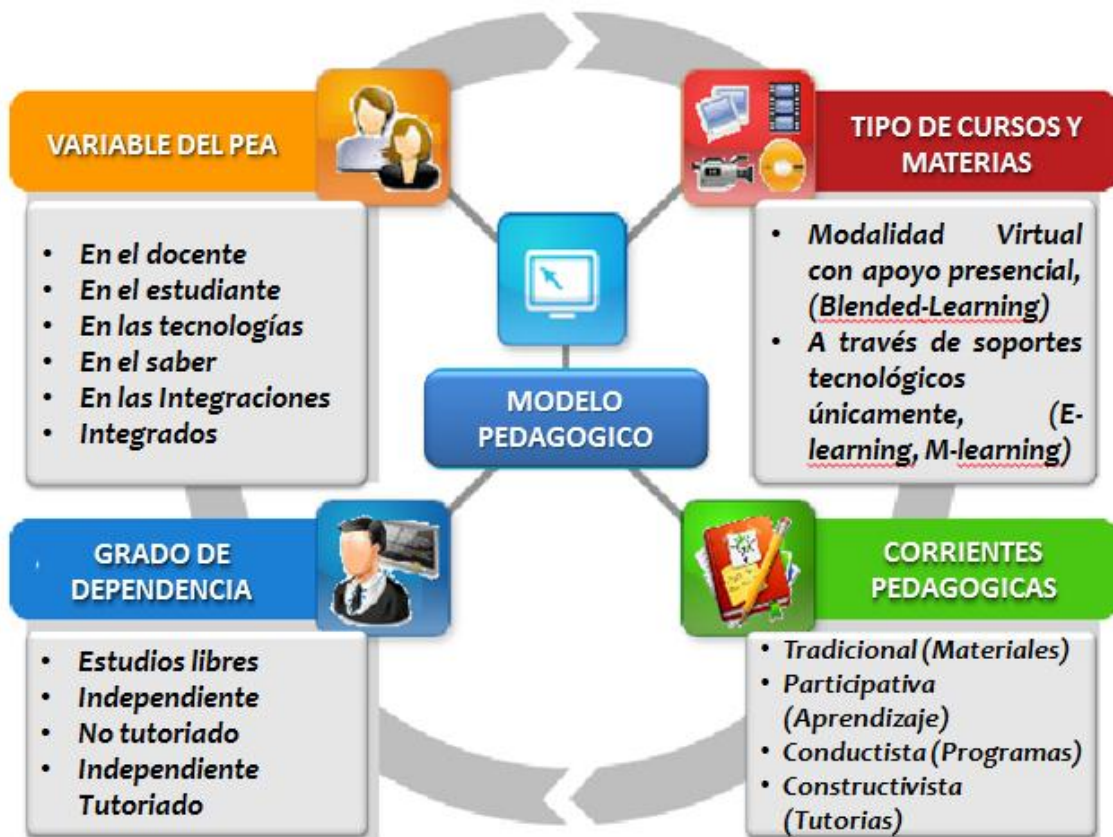 VARIABLE DEL PEA
• En el docente
• En el estudiante
• En las tecnologías
• En el saber
• En las Integraciones
• Integrados
TIPO DE CURSOS Y
MATERIAS
• Modalidad Virtual
con apoyo presencial,
(Blended-Learning)
• A través de soportes
tecnológicos
únicamente, (E-
learning, M-learning)
MODELO
PEDAGOGICO
GRADO DE
DEPENDENCIA
• Estudios libres
• Independiente
• No tutoriado
• Independiente
Tutoriado
CORRIENTES
PEDAGOGICAS
• Tradicional (Materiales)
• Participativa
(Aprendizaje)
• Conductista (Programas)
• Constructivista
(Tutorias)